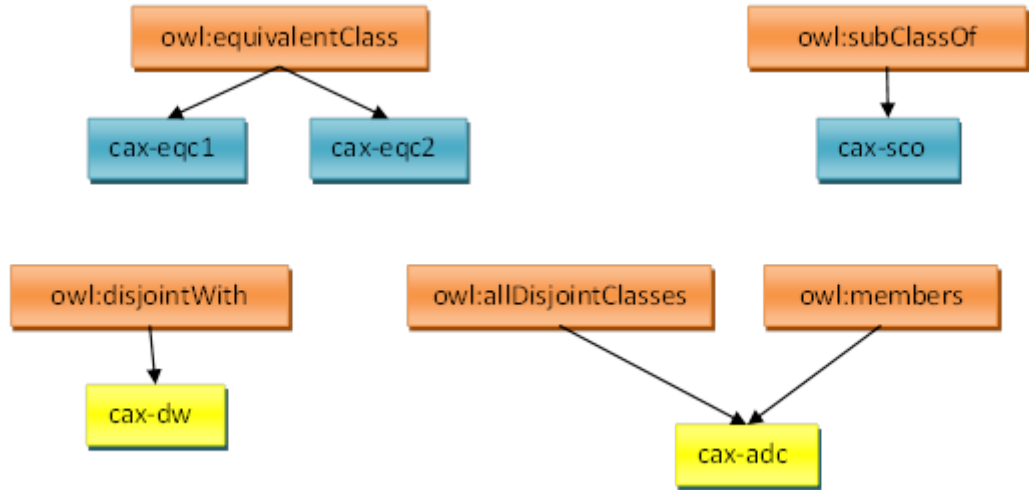 owl:equivalentClass
owl:subClassOf
cax-eqc1
cax-eqc2
cax-sco
owl:disjointWith
owl:allDisjointClasses
owl:members
cax-dw
cax-adc